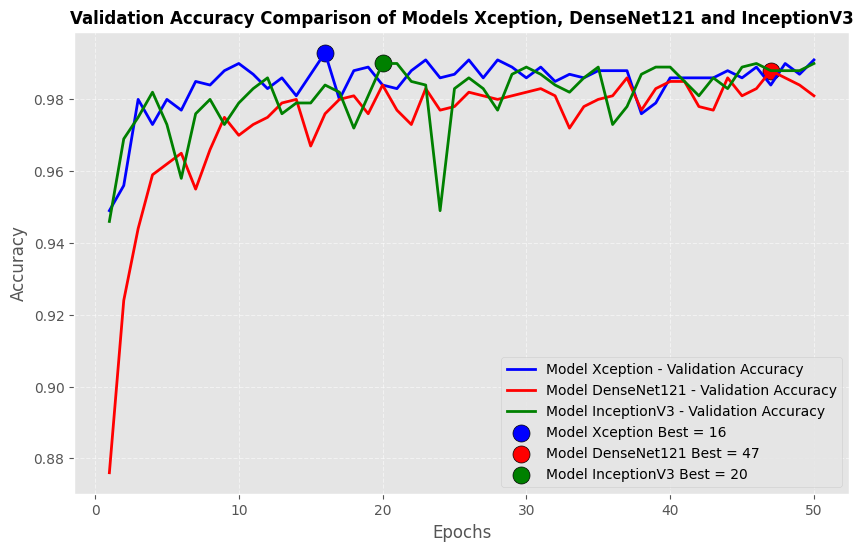 Validation Accuracy Comparison of Models Xception, DenseNet121 and InceptionV3
Accuracy
0.98
0.96
0.94
0.92
0.90
0.88
Model Xception - Validation Accuracy
Model DenseNet121 - Validation Accuracy
Model InceptionV3 - Validation Accuracy
Model Xception Best = 16
Model DenseNet121 Best = 47
Model InceptionV3 Best = 20
0 10 20 30 40 50
Epochs